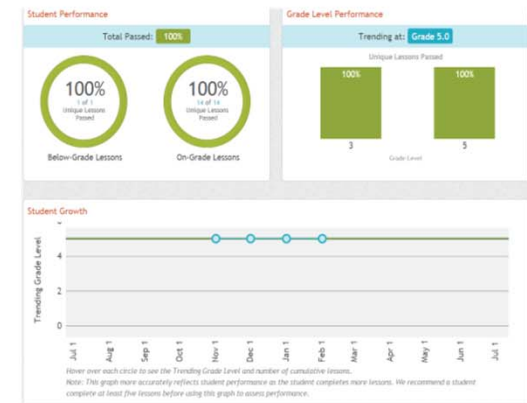 Student Performance
Total Passed: 100%
100%
1 of 1
Unique Lessons
Passed
Below-Grade Lessons
100%
14 of 14
Unique Lessons
Passed
On-Grade Lessons
Grade Level Performance
Trending at: Grade 5.0
Unique Lessons Passed
100%
100%
3
5
Grade Level
Student Growth
Trending Grade Level
4
2
0
Jul 1
Aug 1
Sep 1
Oct 1
Nov 1
Dec 1
Jan 1
Feb 1
Mar 1
Apr 1
May 1
Jun 1
Jul 1
Hover over each circle to see the Trending Grade Level and number of cumulative lessons.
Note: This graph more accurately reflects student performance as the student completes more lessons. We recommend a student
complete at least five lessons before using this graph to assess performance.